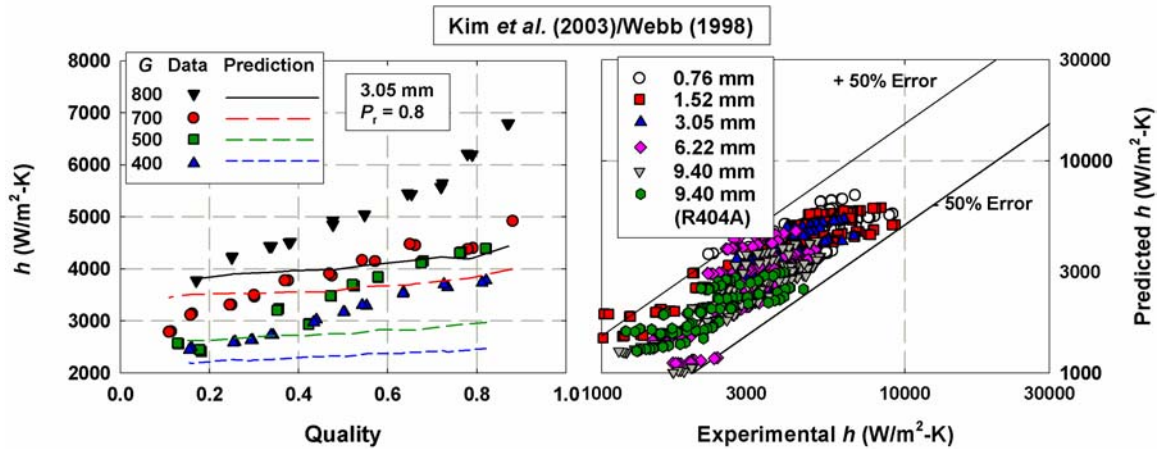 Kim et al. (2003)/Webb (1998)
8000
7000
6000
5000
4000
3000
2000
h (W/m²-K)
G Data Prediction
800
700
500
400
3.05 mm
Pr = 0.8
0.0 0.2 0.4 0.6 0.8 1.0
Quality
0.76 mm
1.52 mm
3.05 mm
6.22 mm
9.40 mm
9.40 mm
(R404A)
+ 50% Error
- 50% Error
30000
10000
3000
1000
Predicted h (W/m²-K)
1000 3000 10000 30000
Experimental h (W/m²-K)